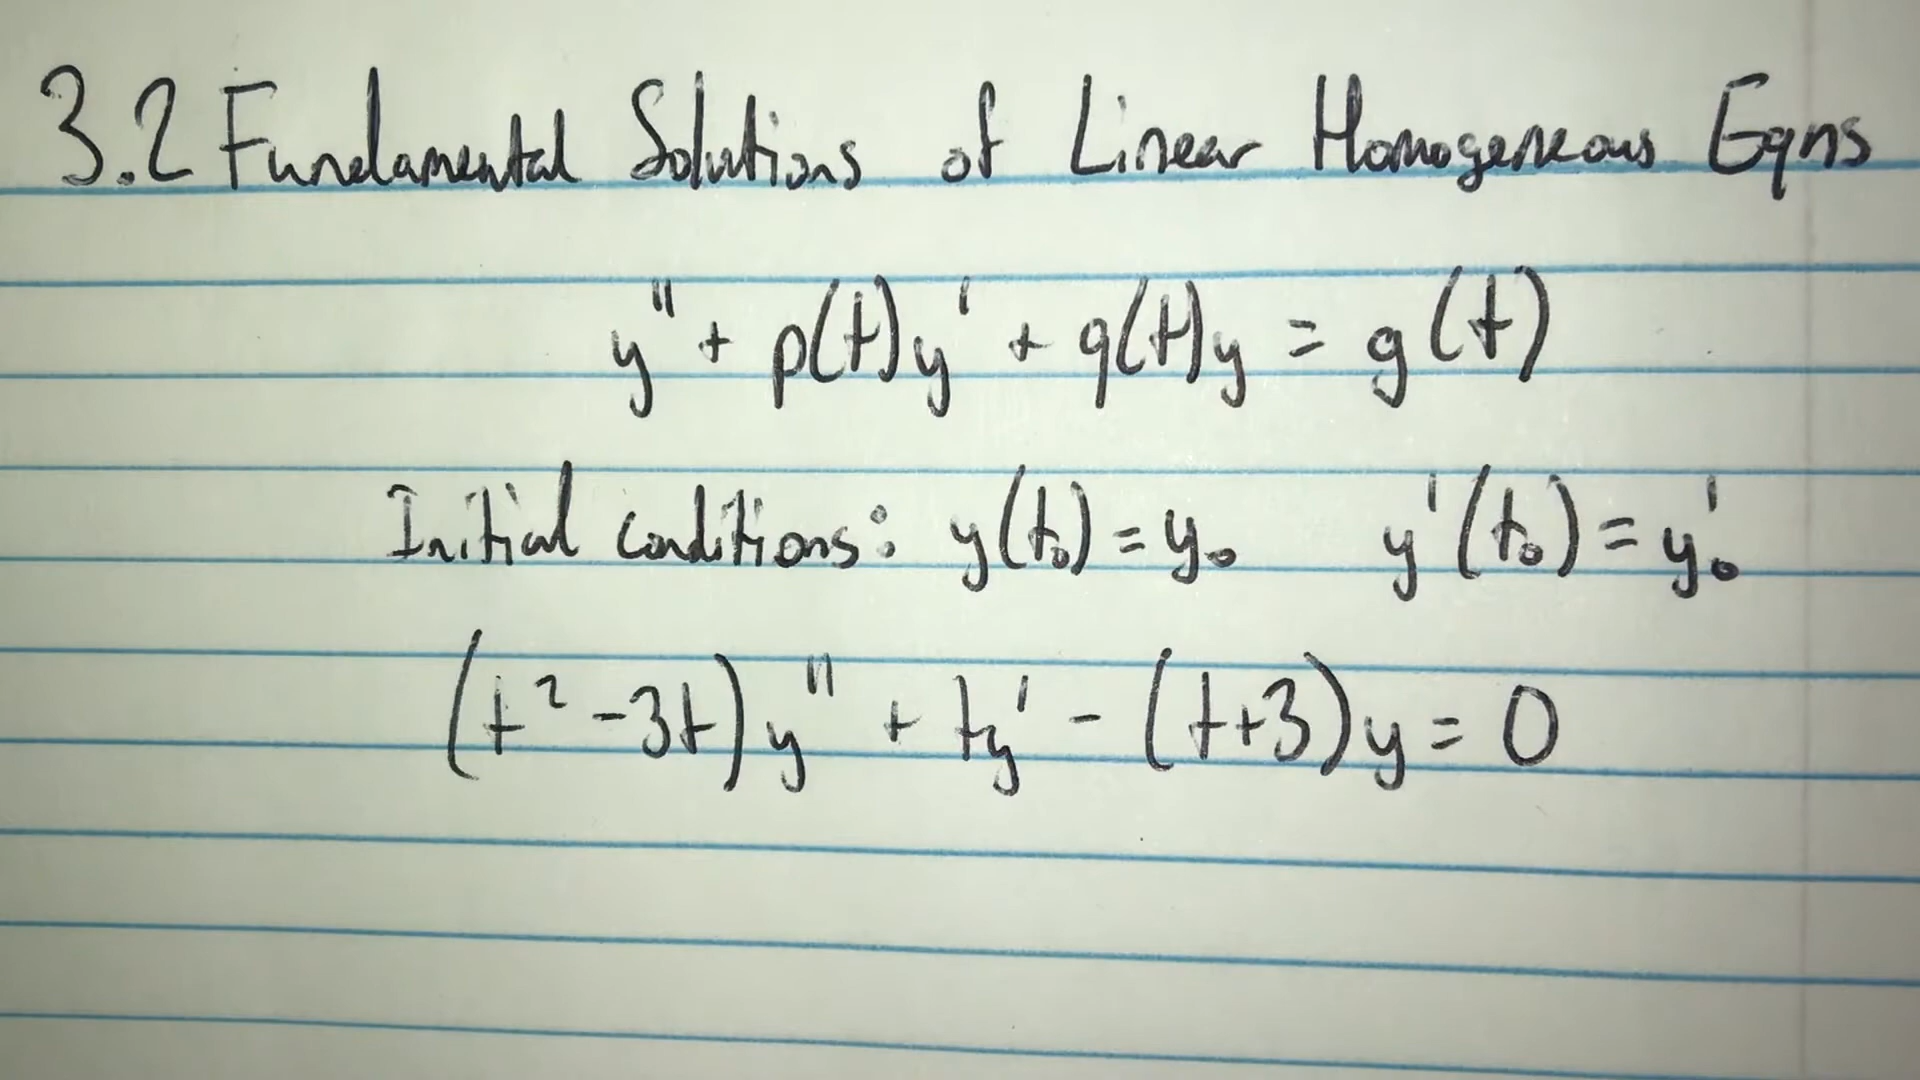 3.2 Fundamental Solutions of Linear Homogeneous Eqns
y" + p(t)y' + q(t)y = g(t)
Initial conditions: y(t₀) = y₀ y'(t₀) = y₀'
(t² - 3t)y" + ty' - (t+3)y = 0